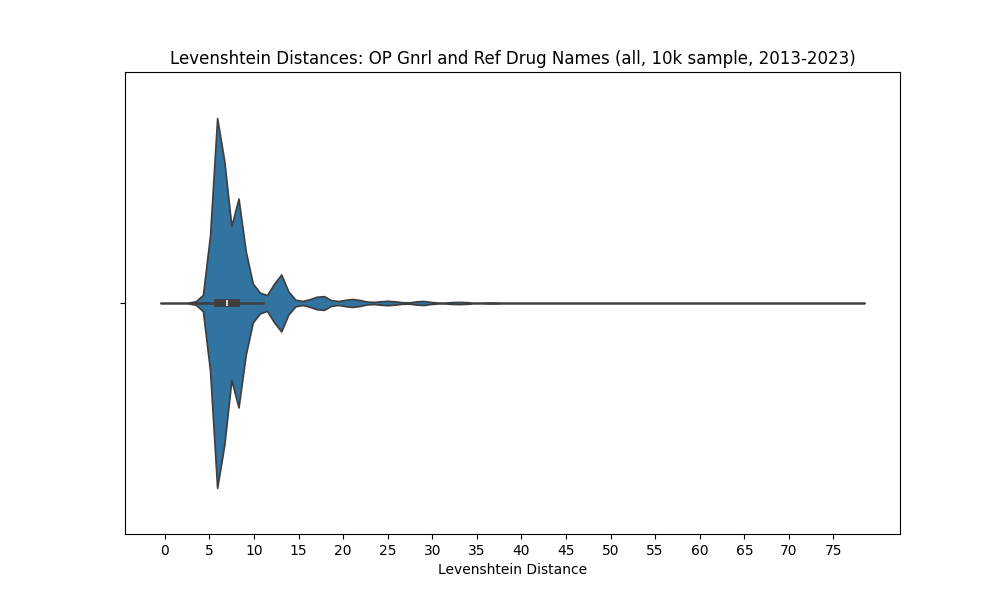 Levenshtein Distances: OP Gnrl and Ref Drug Names (all, 10k sample, 2013-2023)
0 5 10 15 20 25 30 35 40 45 50 55 60 65 70 75
Levenshtein Distance